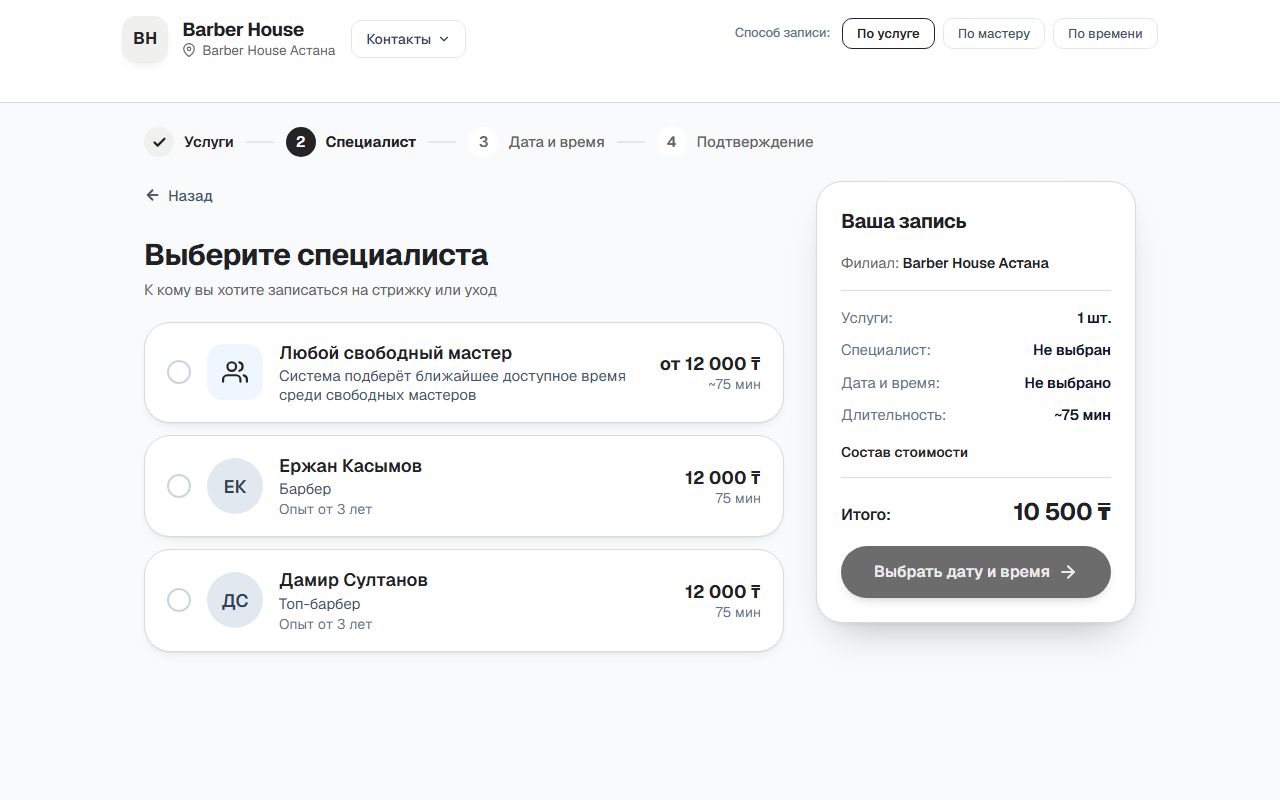 BH
Barber House
Barber House Астана
Контакты
Способ записи:
По услуге
По мастеру
По времени
Услуги
2 Специалист
3 Дата и время
4 Подтверждение
Назад
Выберите специалиста
К кому вы хотите записаться на стрижку или уход
Любой свободный мастер
Система подберёт ближайшее доступное время
среди свободных мастеров
от 12 000 ₸
~75 мин
ЕК
Ержан Касымов
Барбер
Опыт от 3 лет
12 000 ₸
75 мин
ДС
Дамир Султанов
Топ-барбер
Опыт от 3 лет
12 000 ₸
75 мин
Ваша запись
Филиал: Barber House Астана
Услуги: 1 шт.
Специалист: Не выбран
Дата и время: Не выбрано
Длительность: ~75 мин
Состав стоимости
Итого: 10 500 ₸
Выбрать дату и время